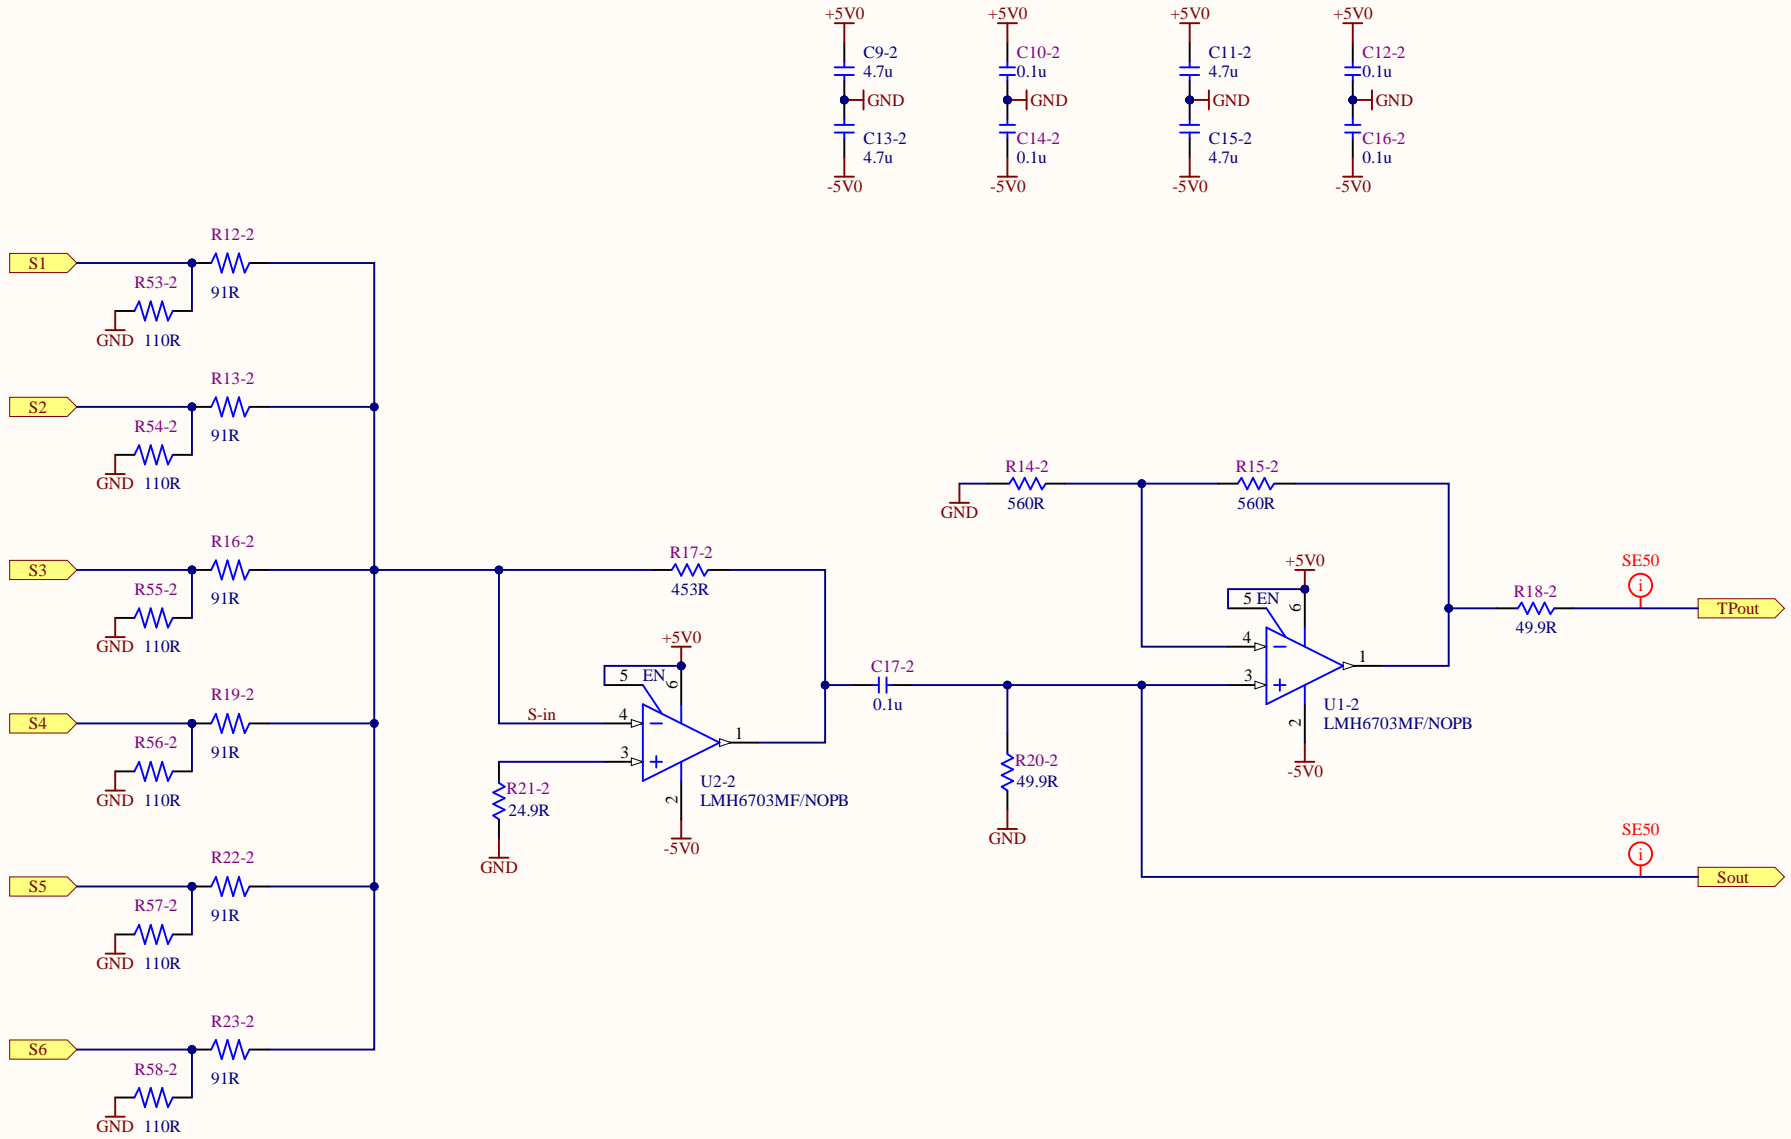 +5V0
C9-2
4.7u
GND
C13-2
4.7u
-5V0
+5V0
C10-2
0.1u
GND
C14-2
0.1u
-5V0
+5V0
C11-2
4.7u
GND
C15-2
4.7u
-5V0
+5V0
C12-2
0.1u
GND
C16-2
0.1u
-5V0
S1
R12-2
91R
R53-2
110R
GND
S2
R13-2
91R
R54-2
110R
GND
S3
R16-2
91R
R55-2
110R
GND
S4
R19-2
91R
R56-2
110R
GND
S5
R22-2
91R
R57-2
110R
GND
S6
R23-2
91R
R58-2
110R
GND
R17-2
453R
+5V0
5 EN
6
S-in
4
3
1
2
U2-2
LMH6703MF/NOPB
-5V0
R21-2
24.9R
GND
C17-2
0.1u
R20-2
49.9R
GND
R14-2
560R
GND
R15-2
560R
+5V0
5 EN
6
4
3
1
2
U1-2
LMH6703MF/NOPB
-5V0
R18-2
49.9R
SE50
i
TPout
SE50
i
Sout